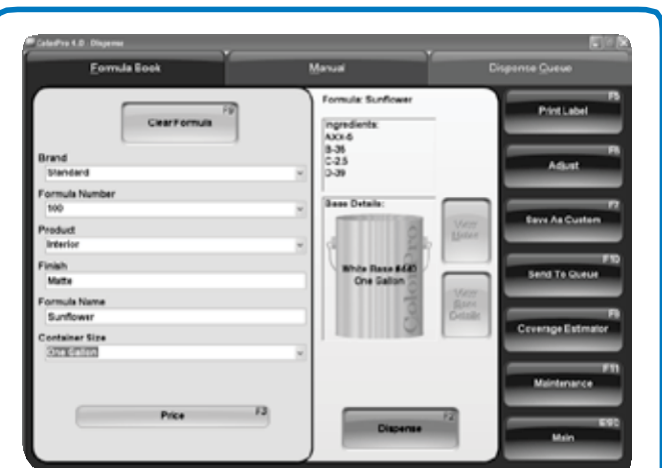 ColorPro 4.0 - Dispense
Formula Book
Manual
Dispense Queue
F9
Clear Formula
Brand
Standard
Formula Number
100
Product
Interior
Finish
Matte
Formula Name
Sunflower
Container Size
One Gallon
Price F3
Formula: Sunflower
Ingredients:
AXX-6
B-36
C-2.5
D-39
Base Details:
White Base #440
One Gallon
ColorPro
View
Notes
View
Base
Details
Dispense F2
F5
Print Label
F6
Adjust
F7
Save As Custom
F10
Send To Queue
Coverage Estimator
F11
Maintenance
ESC
Main